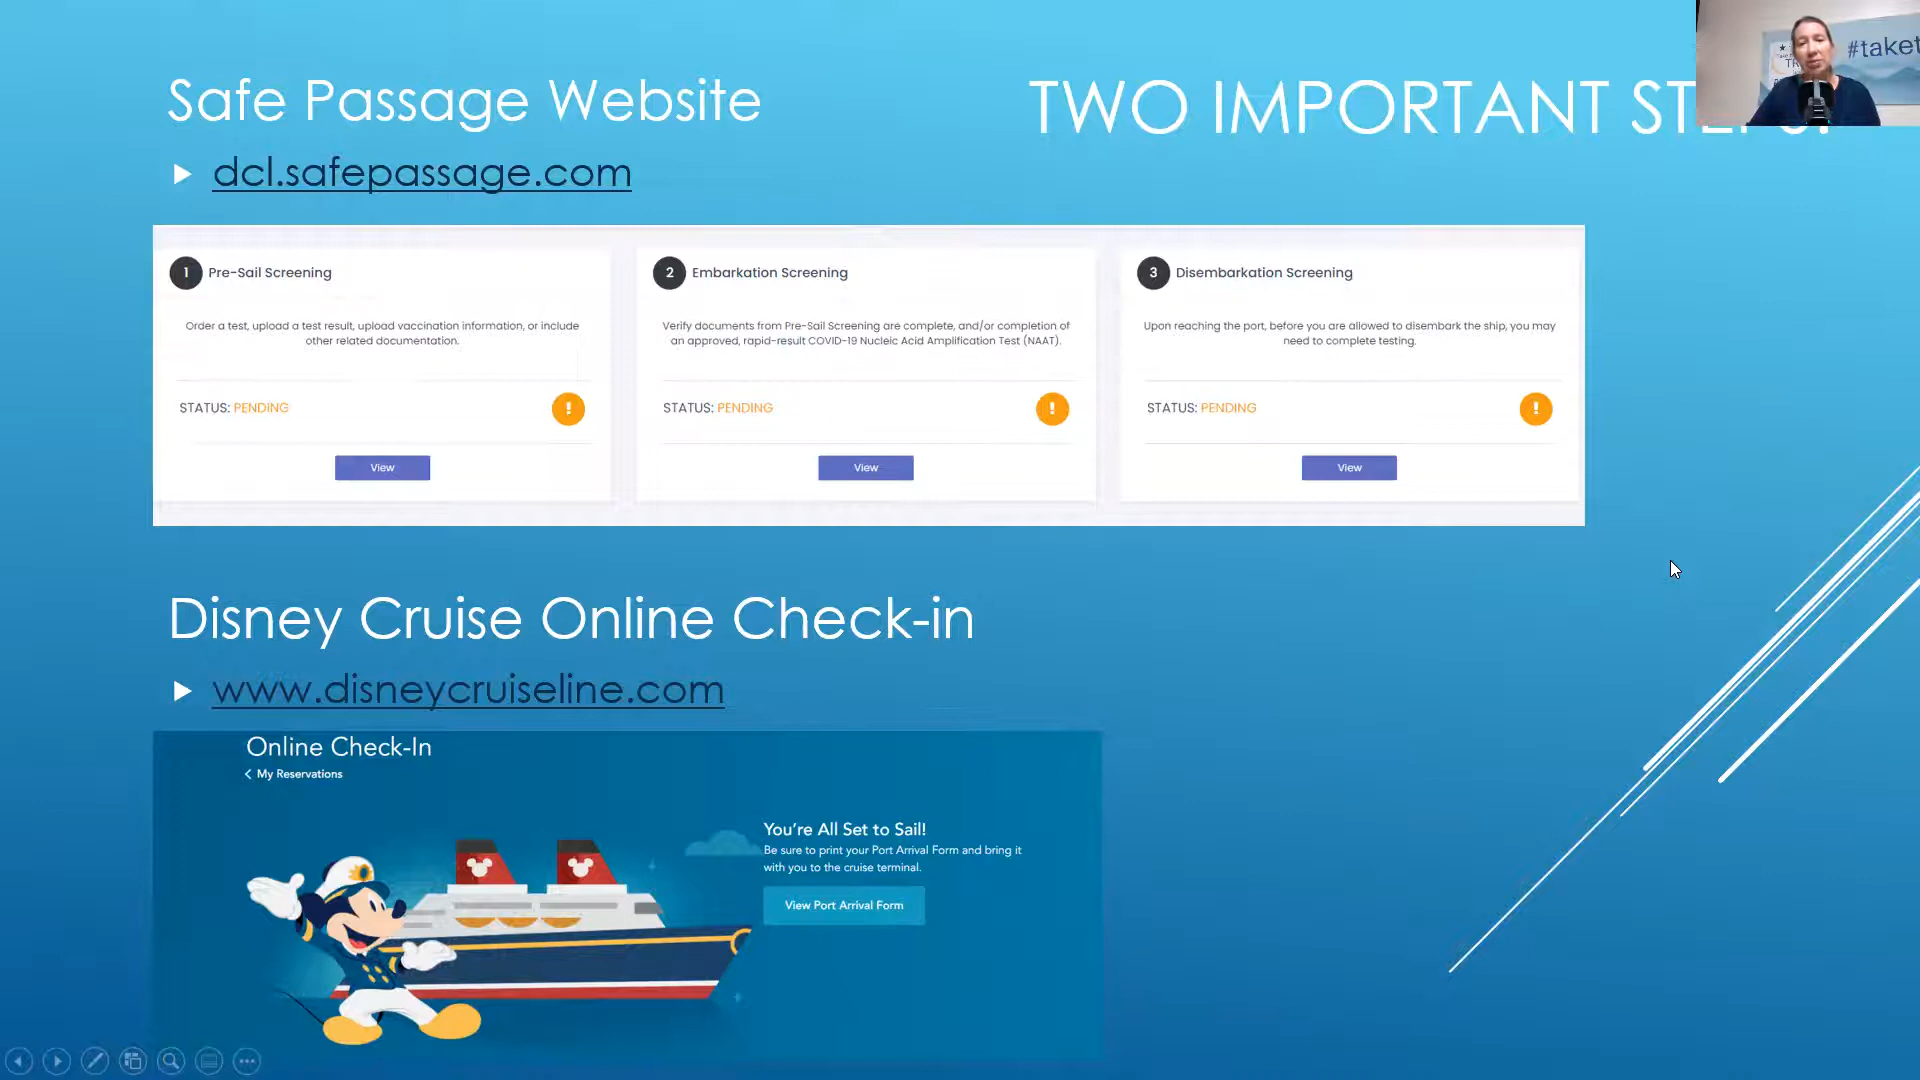 Safe Passage Website
TWO IMPORTANT
#taket
dcl.safepassage.com
1 Pre-Sail Screening
Order a test, upload a test result, upload vaccination information, or include
other related documentation.
STATUS: PENDING
View
2 Embarkation Screening
Verify documents from Pre-Sail Screening are complete, and/or completion of
an approved, rapid-result COVID-19 Nucleic Acid Amplification Test (NAAT).
STATUS: PENDING
View
3 Disembarkation Screening
Upon reaching the port, before you are allowed to disembark the ship, you may
need to complete testing.
STATUS: PENDING
View
Disney Cruise Online Check-in
www.disneycruiseline.com
Online Check-In
My Reservations
You're All Set to Sail!
Be sure to print your Port Arrival Form and bring it
with you to the cruise terminal.
View Port Arrival Form